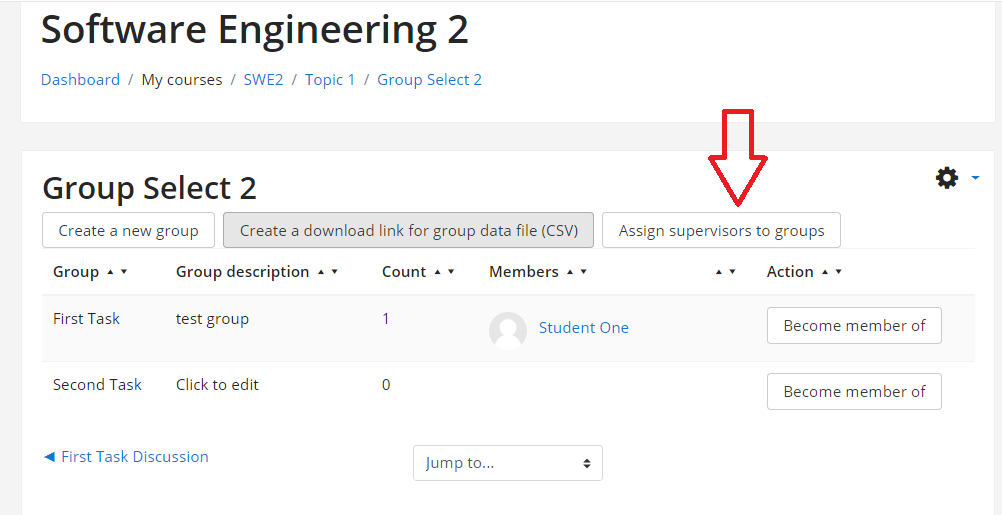 Software Engineering 2
Dashboard / My courses / SWE2 / Topic 1 / Group Select 2
Group Select 2
Create a new group Create a download link for group data file (CSV) Assign supervisors to groups
Group ▲ ▼ Group description ▲ ▼ Count ▲ ▼ Members ▲ ▼ ▲ ▼ Action ▲ ▼
First Task test group 1 Student One Become member of
Second Task Click to edit 0 Become member of
◄ First Task Discussion Jump to...